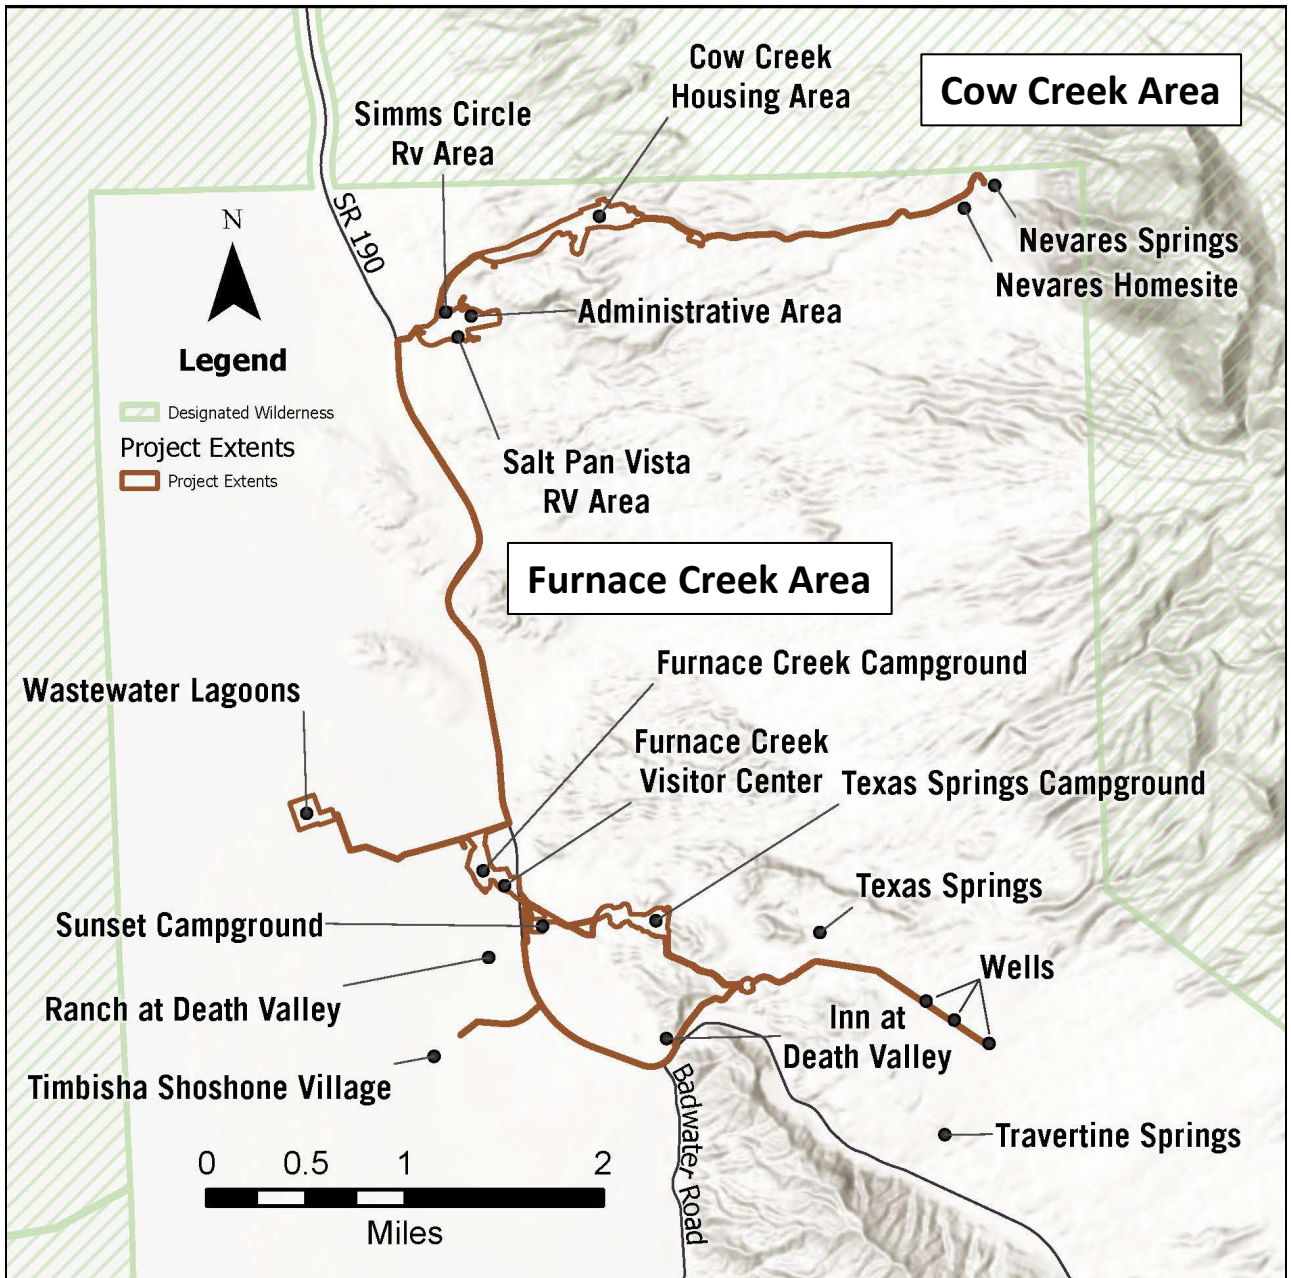 Cow Creek
Housing Area
Cow Creek Area
Simms Circle
Rv Area
SR 190
N
Nevares Springs
Nevares Homesite
Administrative Area
Legend
Designated Wilderness
Project Extents
Project Extents
Salt Pan Vista
RV Area
Furnace Creek Area
Furnace Creek Campground
Wastewater Lagoons
Furnace Creek
Visitor Center
Texas Springs Campground
Texas Springs
Sunset Campground
Wells
Ranch at Death Valley
Inn at
Death Valley
Timbisha Shoshone Village
Badwater Road
Travertine Springs
0 0.5 1 2
Miles